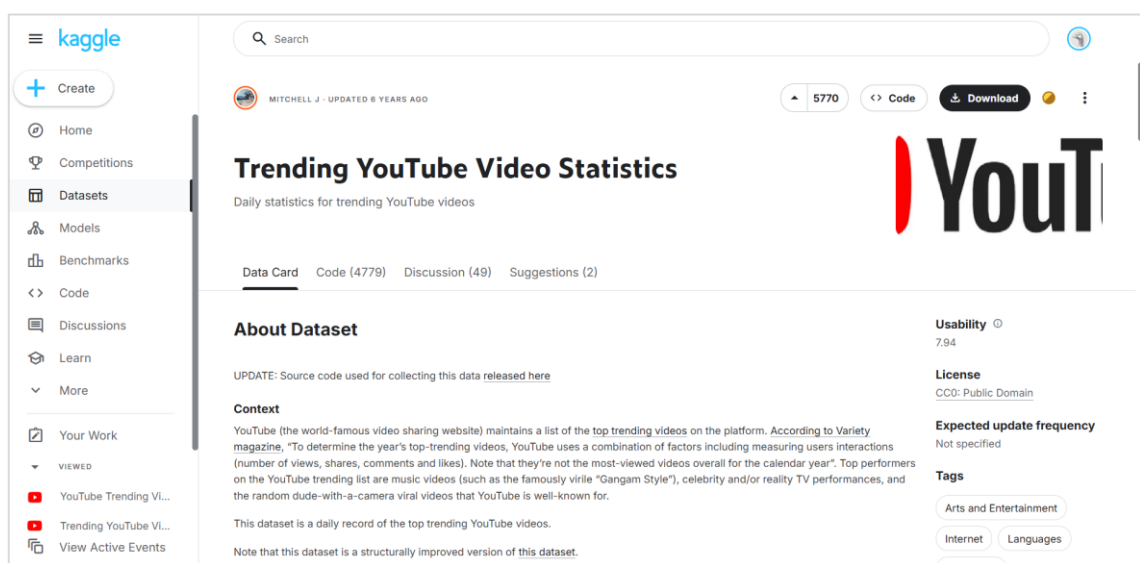 kaggle
Search
Create
MITCHELL J · UPDATED 6 YEARS AGO
5770
<> Code
Download
Home
Competitions
Datasets
Models
Benchmarks
Code
Discussions
Learn
More
Your Work
VIEWED
YouTube Trending Vi...
Trending YouTube Vi...
View Active Events
Trending YouTube Video Statistics
Daily statistics for trending YouTube videos
YouT
Data Card Code (4779) Discussion (49) Suggestions (2)
About Dataset
UPDATE: Source code used for collecting this data released here
Context
YouTube (the world-famous video sharing website) maintains a list of the top trending videos on the platform. According to Variety
magazine, “To determine the year’s top-trending videos, YouTube uses a combination of factors including measuring users interactions
(number of views, shares, comments and likes). Note that they’re not the most-viewed videos overall for the calendar year”. Top performers
on the YouTube trending list are music videos (such as the famously virile “Gangam Style”), celebrity and/or reality TV performances, and
the random dude-with-a-camera viral videos that YouTube is well-known for.
This dataset is a daily record of the top trending YouTube videos.
Note that this dataset is a structurally improved version of this dataset.
Usability
7.94
License
CC0: Public Domain
Expected update frequency
Not specified
Tags
Arts and Entertainment
Internet Languages